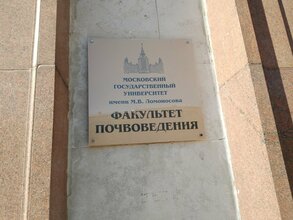 МОСКОВСКИЙ
ГОСУДАРСТВЕННЫЙ
УНИВЕРСИТЕТ
имени М.В. Ломоносова
ФАКУЛЬТЕТ
ПОЧВОВЕДЕНИЯ